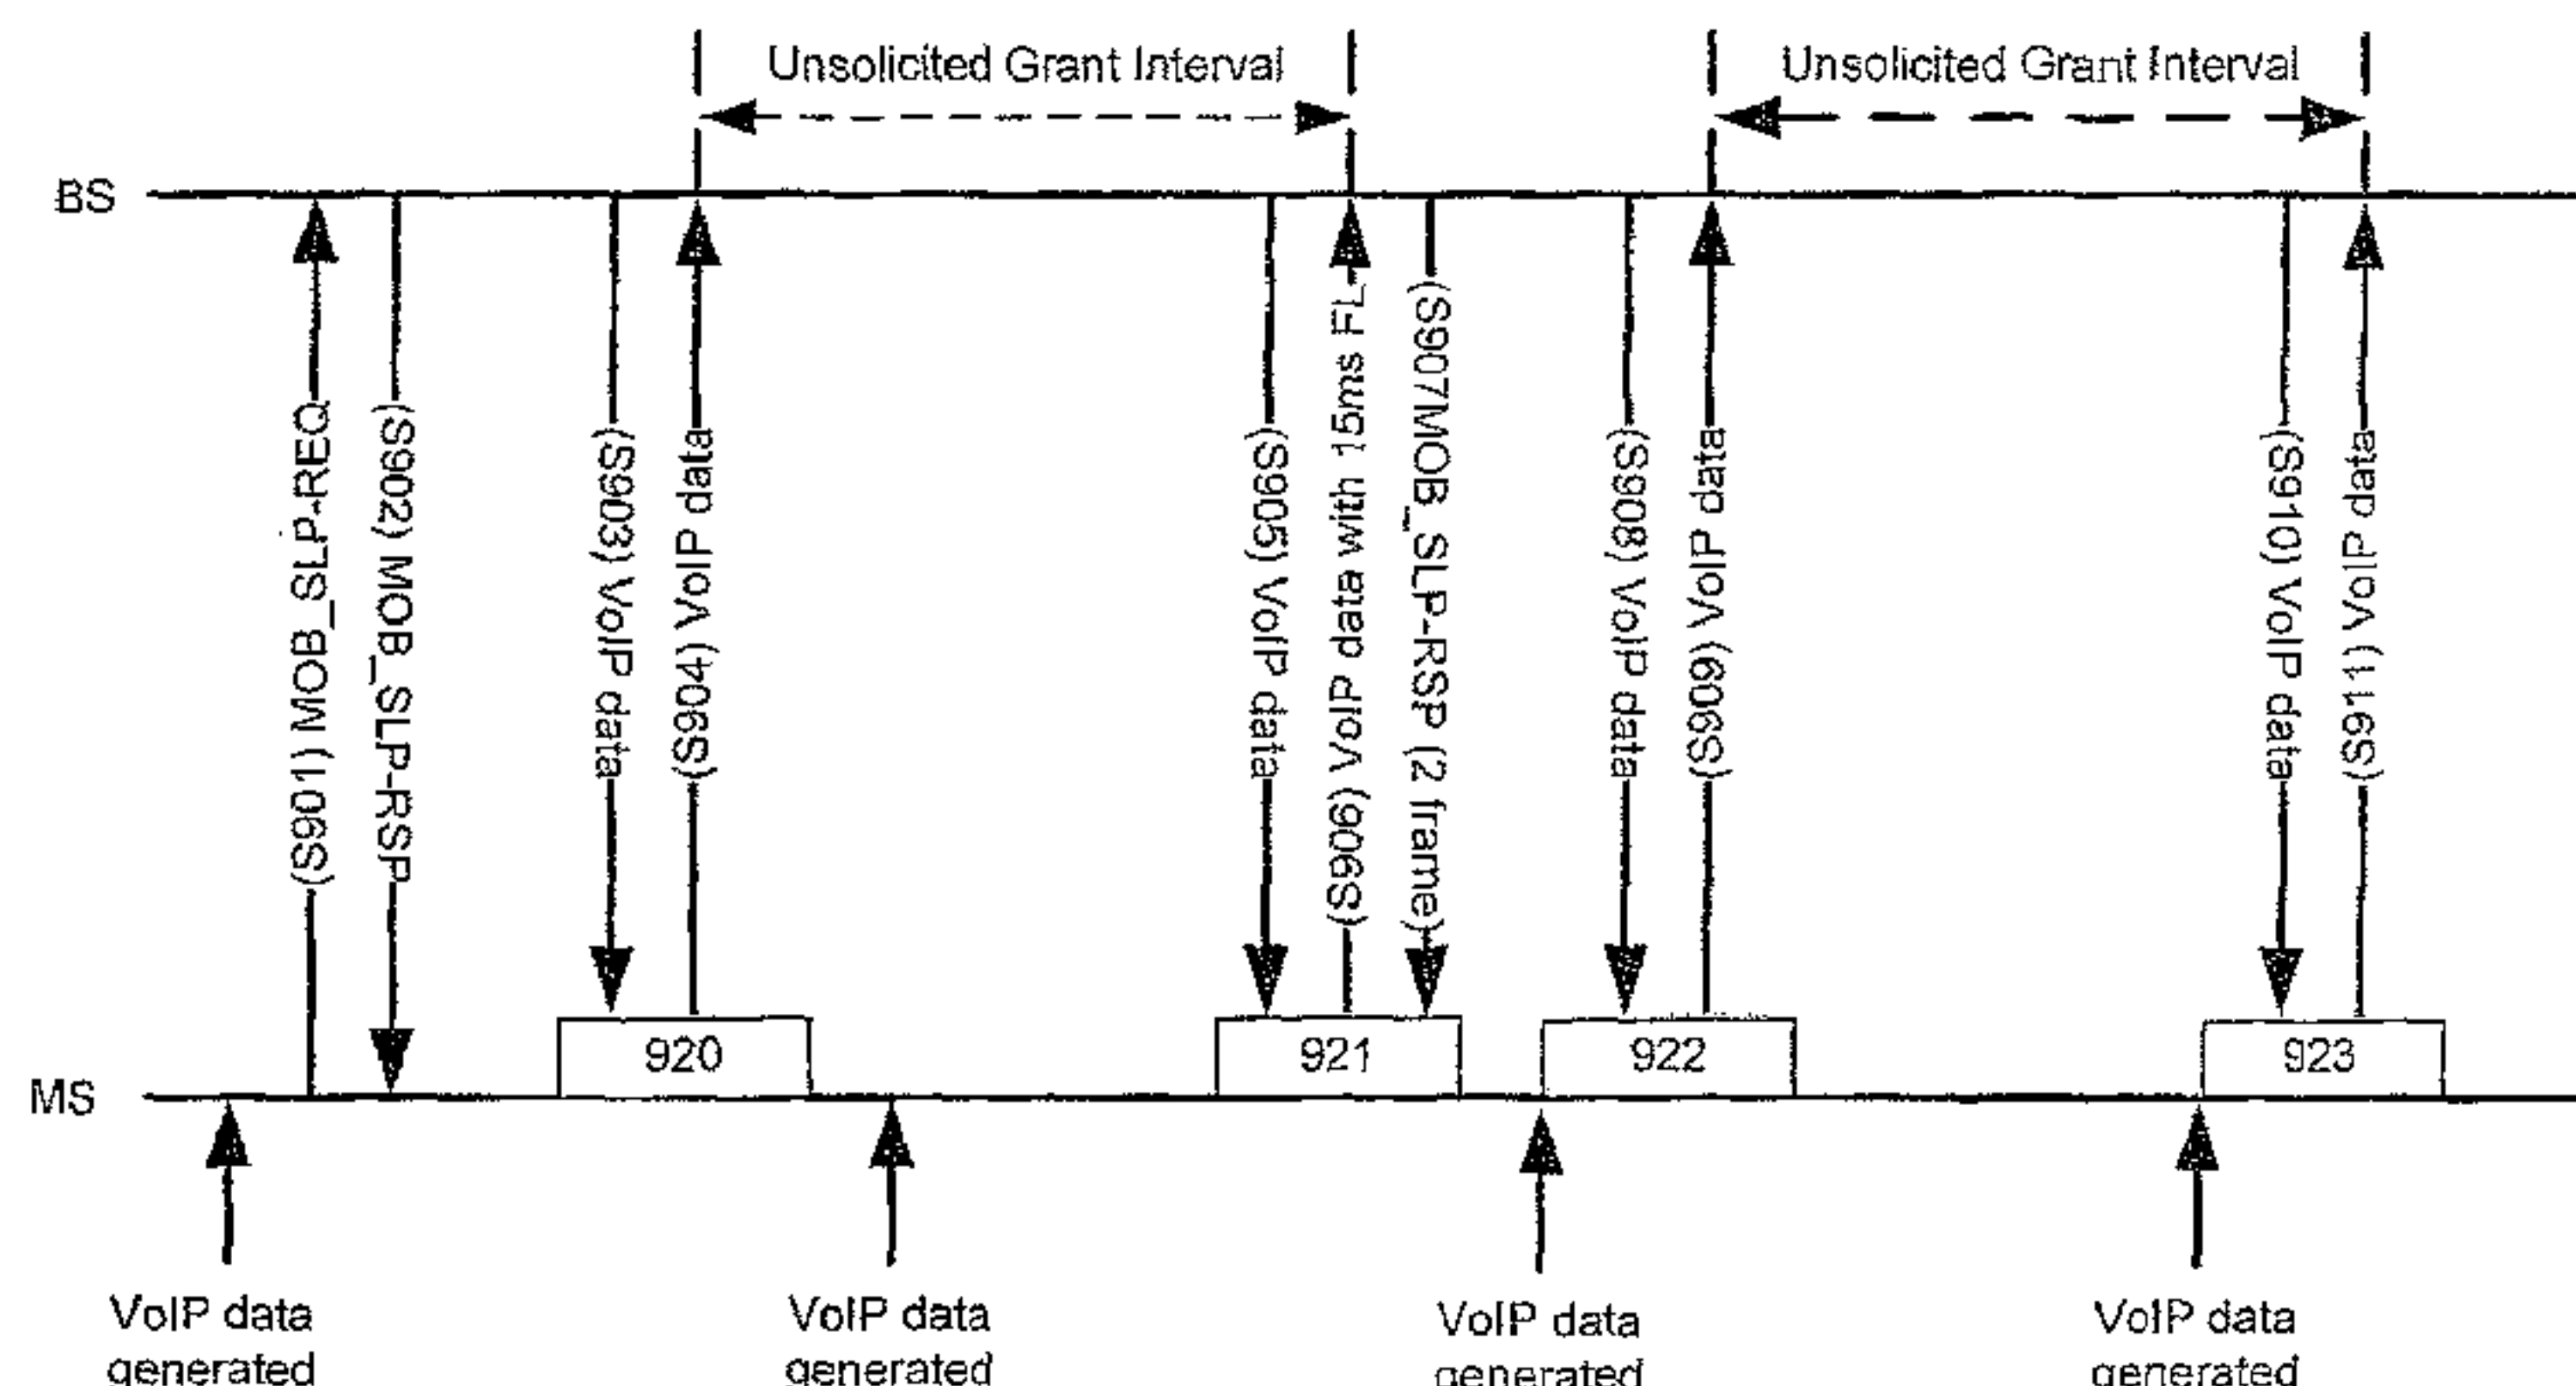 Unsolicited Grant Interval
Unsolicited Grant Interval
BS
(S901) MOB_SLP-REQ
(S902) MOB_SLP-RSP
(S903) VoIP data
(S904) VoIP data
(S905) VoIP data
(S906) VoIP data with 15ms FL
(S907MOB_SLP-RSP (2 frame)
(S908) VoIP data
(S909) VoIP data
(S910) VoIP data
(S911) VoIP data
920
921
922
923
MS
VoIP data
generated
VoIP data
generated
VoIP data
generated
VoIP data
generated